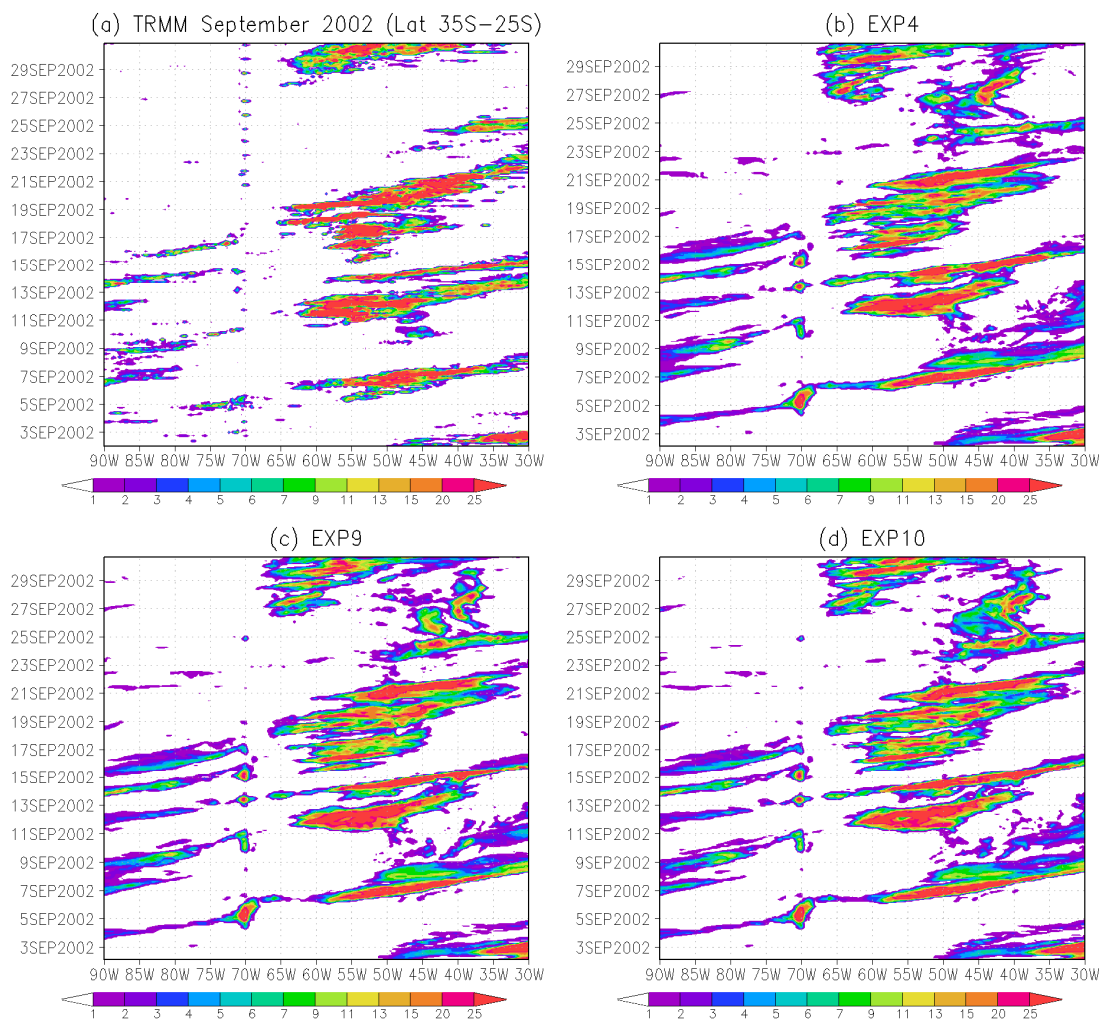 (a) TRMM September 2002 (Lat 35S-25S)
29SEP2002
27SEP2002
25SEP2002
23SEP2002
21SEP2002
19SEP2002
17SEP2002
15SEP2002
13SEP2002
11SEP2002
9SEP2002
7SEP2002
5SEP2002
3SEP2002
90W 85W 80W 75W 70W 65W 60W 55W 50W 45W 40W 35W 30W
1 2 3 4 5 6 7 9 11 13 15 20 25
(b) EXP4
29SEP2002
27SEP2002
25SEP2002
23SEP2002
21SEP2002
19SEP2002
17SEP2002
15SEP2002
13SEP2002
11SEP2002
9SEP2002
7SEP2002
5SEP2002
3SEP2002
90W 85W 80W 75W 70W 65W 60W 55W 50W 45W 40W 35W 30W
1 2 3 4 5 6 7 9 11 13 15 20 25
(c) EXP9
29SEP2002
27SEP2002
25SEP2002
23SEP2002
21SEP2002
19SEP2002
17SEP2002
15SEP2002
13SEP2002
11SEP2002
9SEP2002
7SEP2002
5SEP2002
3SEP2002
90W 85W 80W 75W 70W 65W 60W 55W 50W 45W 40W 35W 30W
1 2 3 4 5 6 7 9 11 13 15 20 25
(d) EXP10
29SEP2002
27SEP2002
25SEP2002
23SEP2002
21SEP2002
19SEP2002
17SEP2002
15SEP2002
13SEP2002
11SEP2002
9SEP2002
7SEP2002
5SEP2002
3SEP2002
90W 85W 80W 75W 70W 65W 60W 55W 50W 45W 40W 35W 30W
1 2 3 4 5 6 7 9 11 13 15 20 25